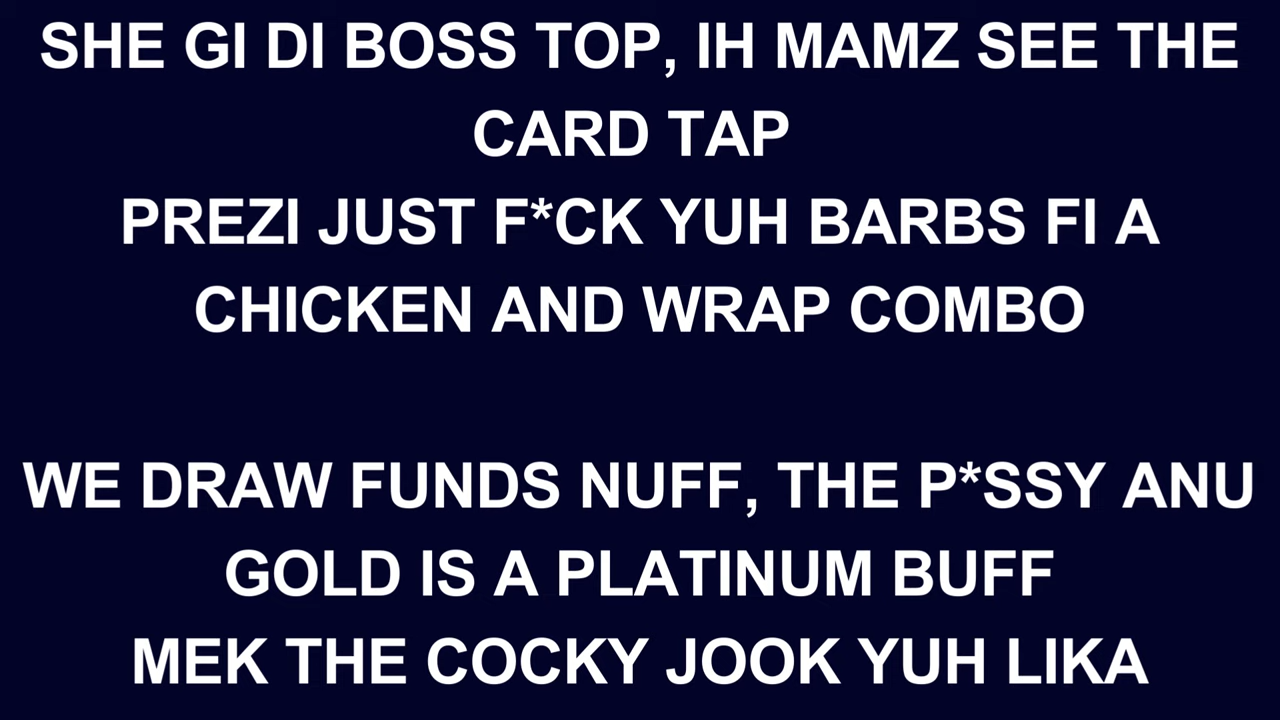 SHE GI DI BOSS TOP, IH MAMZ SEE THE
CARD TAP
PREZI JUST F*CK YUH BARBS FI A
CHICKEN AND WRAP COMBO
WE DRAW FUNDS NUFF, THE P*SSY ANU
GOLD IS A PLATINUM BUFF
MEK THE COCKY JOOK YUH LIKA